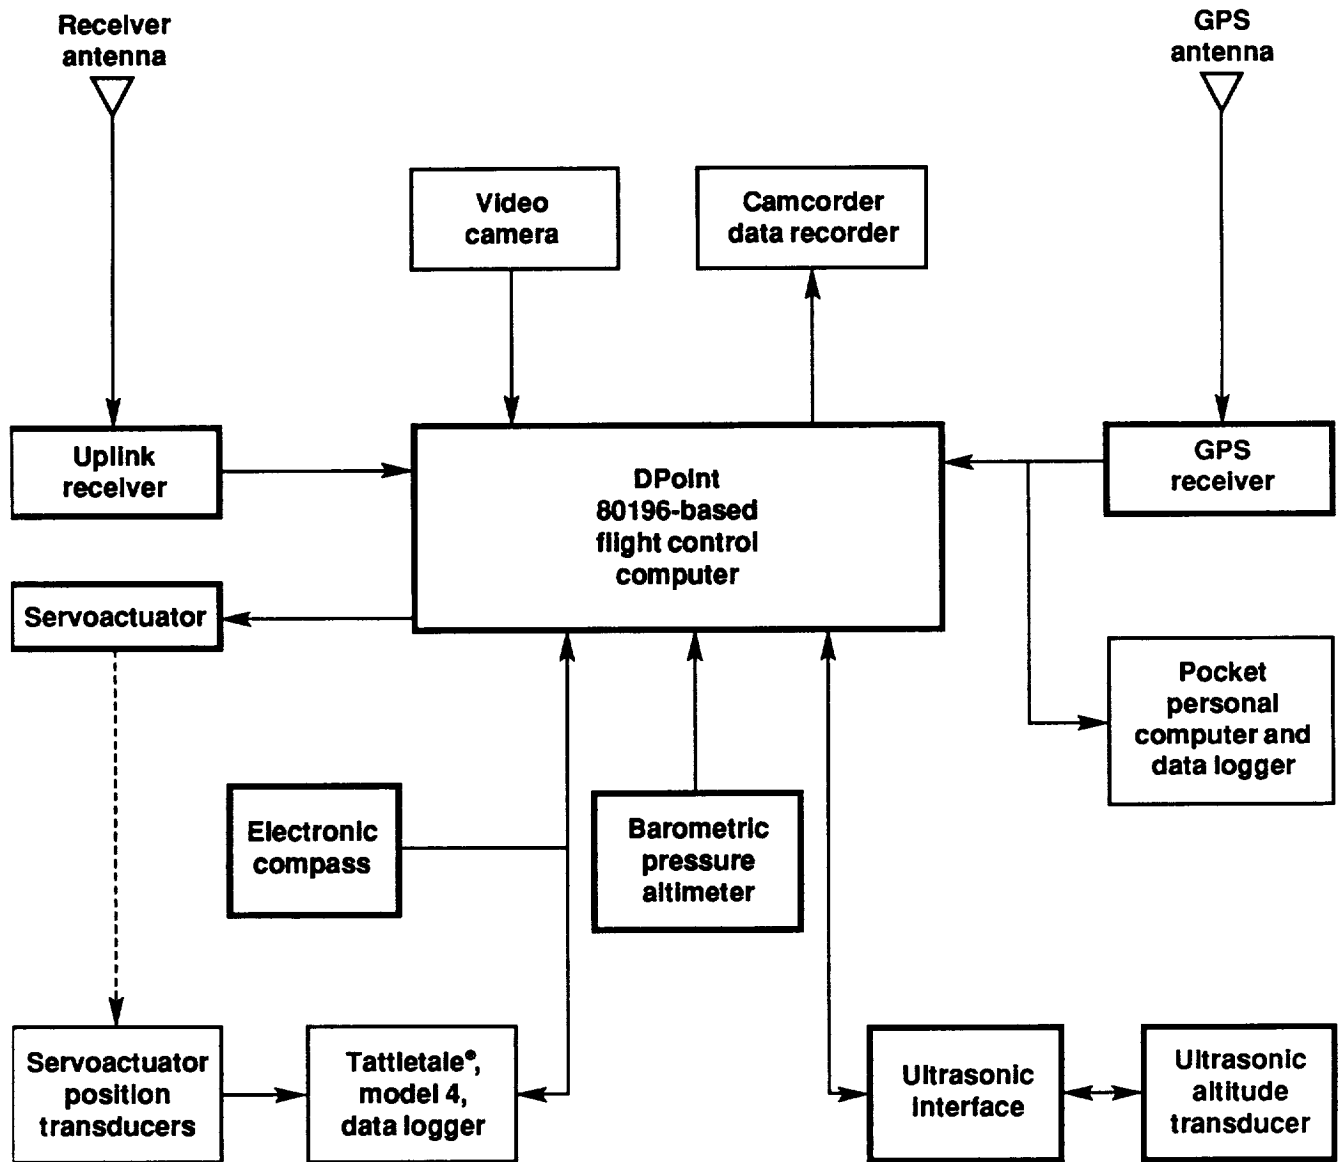 Receiver
antenna
GPS
antenna
Video
camera
Camcorder
data recorder
Uplink
receiver
DPoint
80196-based
flight control
computer
GPS
receiver
Servoactuator
Pocket
personal
computer and
data logger
Electronic
compass
Barometric
pressure
altimeter
Servoactuator
position
transducers
Tattletale®,
model 4,
data logger
Ultrasonic
interface
Ultrasonic
altitude
transducer